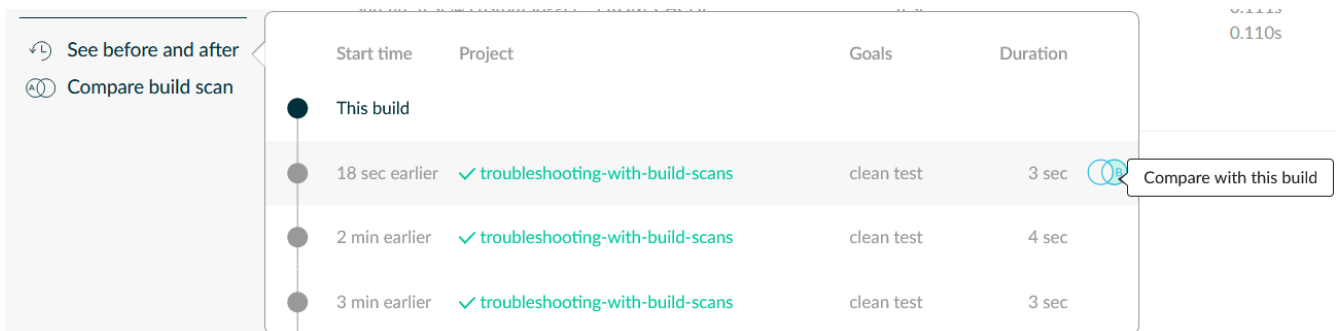 0.110s
See before and after
Compare build scan
Start time Project Goals Duration
This build
18 sec earlier troubleshooting-with-build-scans clean test 3 sec B Compare with this build
2 min earlier troubleshooting-with-build-scans clean test 4 sec
3 min earlier troubleshooting-with-build-scans clean test 3 sec